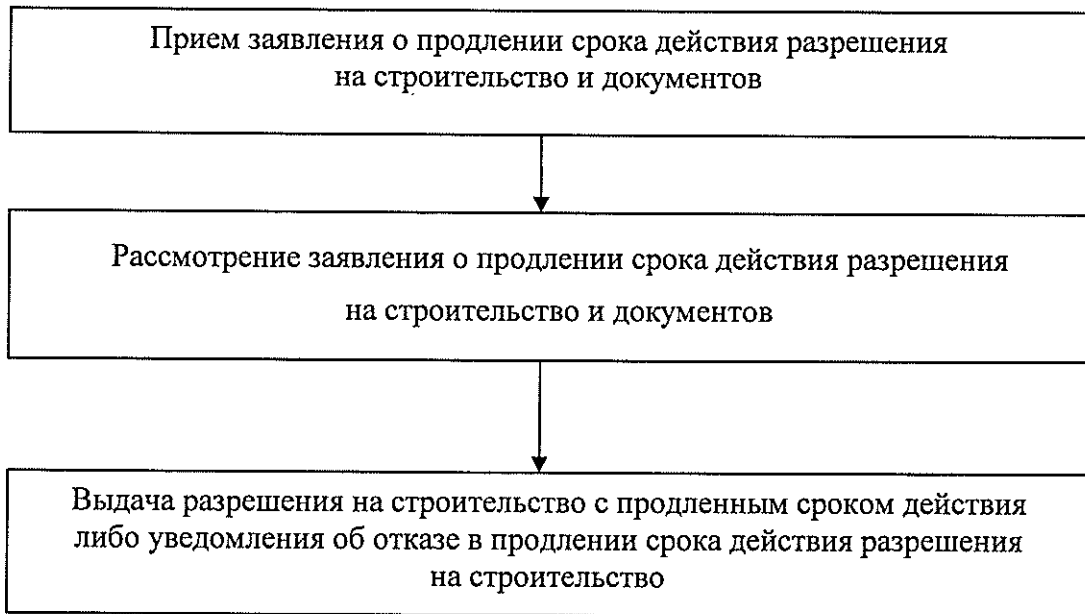 Прием заявления о продлении срока действия разрешения
на строительство и документов
Рассмотрение заявления о продлении срока действия разрешения
на строительство и документов
Выдача разрешения на строительство с продленным сроком действия
либо уведомления об отказе в продлении срока действия разрешения
на строительство